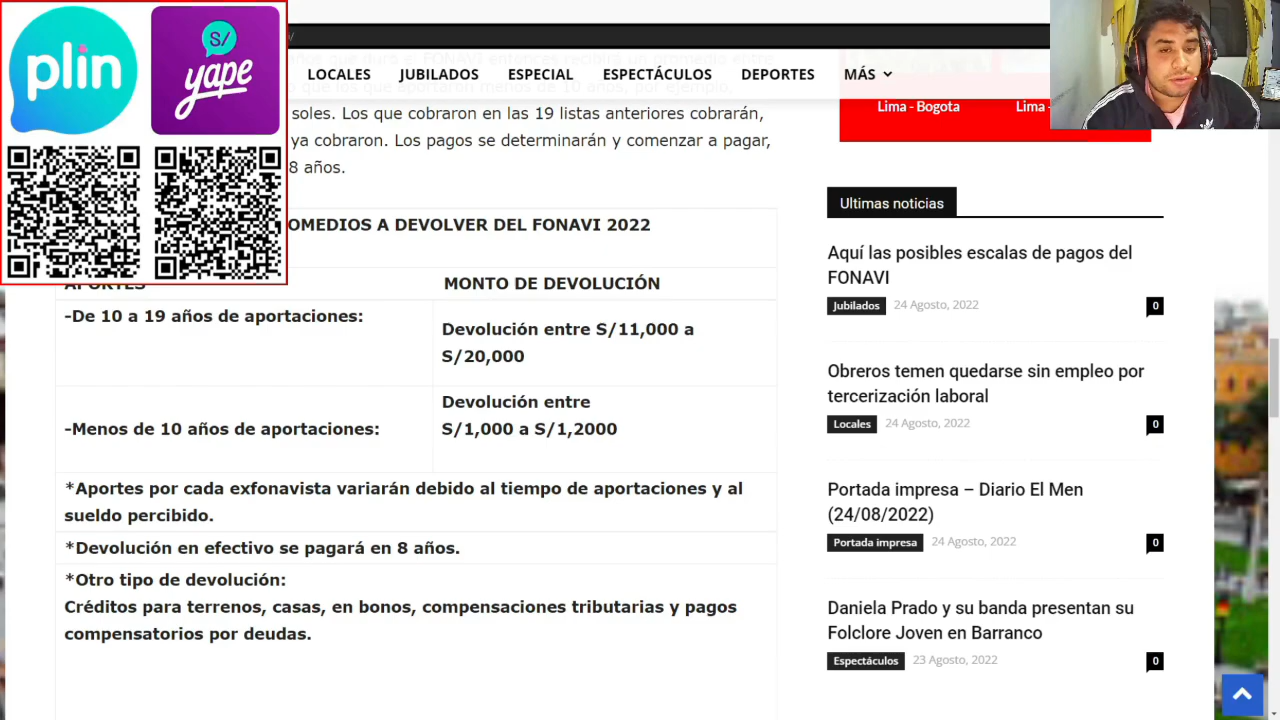 plin
S/
yape
LOCALES
JUBILADOS
ESPECIAL
ESPECTÁCULOS
DEPORTES
MÁS
soles. Los que cobraron en las 19 listas anteriores cobrarán,
ya cobraron. Los pagos se determinarán y comenzar a pagar,
8 años.
OMEDIOS A DEVOLVER DEL FONAVI 2022
APORTES
MONTO DE DEVOLUCIÓN
-De 10 a 19 años de aportaciones:
Devolución entre S/11,000 a
S/20,000
-Menos de 10 años de aportaciones:
Devolución entre
S/1,000 a S/1,2000
*Aportes por cada exfonavista variarán debido al tiempo de aportaciones y al
sueldo percibido.
*Devolución en efectivo se pagará en 8 años.
*Otro tipo de devolución:
Créditos para terrenos, casas, en bonos, compensaciones tributarias y pagos
compensatorios por deudas.
Lima - Bogota
Lima -
Ultimas noticias
Aquí las posibles escalas de pagos del
FONAVI
Jubilados 24 Agosto, 2022 0
Obreros temen quedarse sin empleo por
tercerización laboral
Locales 24 Agosto, 2022 0
Portada impresa – Diario El Men
(24/08/2022)
Portada impresa 24 Agosto, 2022 0
Daniela Prado y su banda presentan su
Folclore Joven en Barranco
Espectáculos 23 Agosto, 2022 0